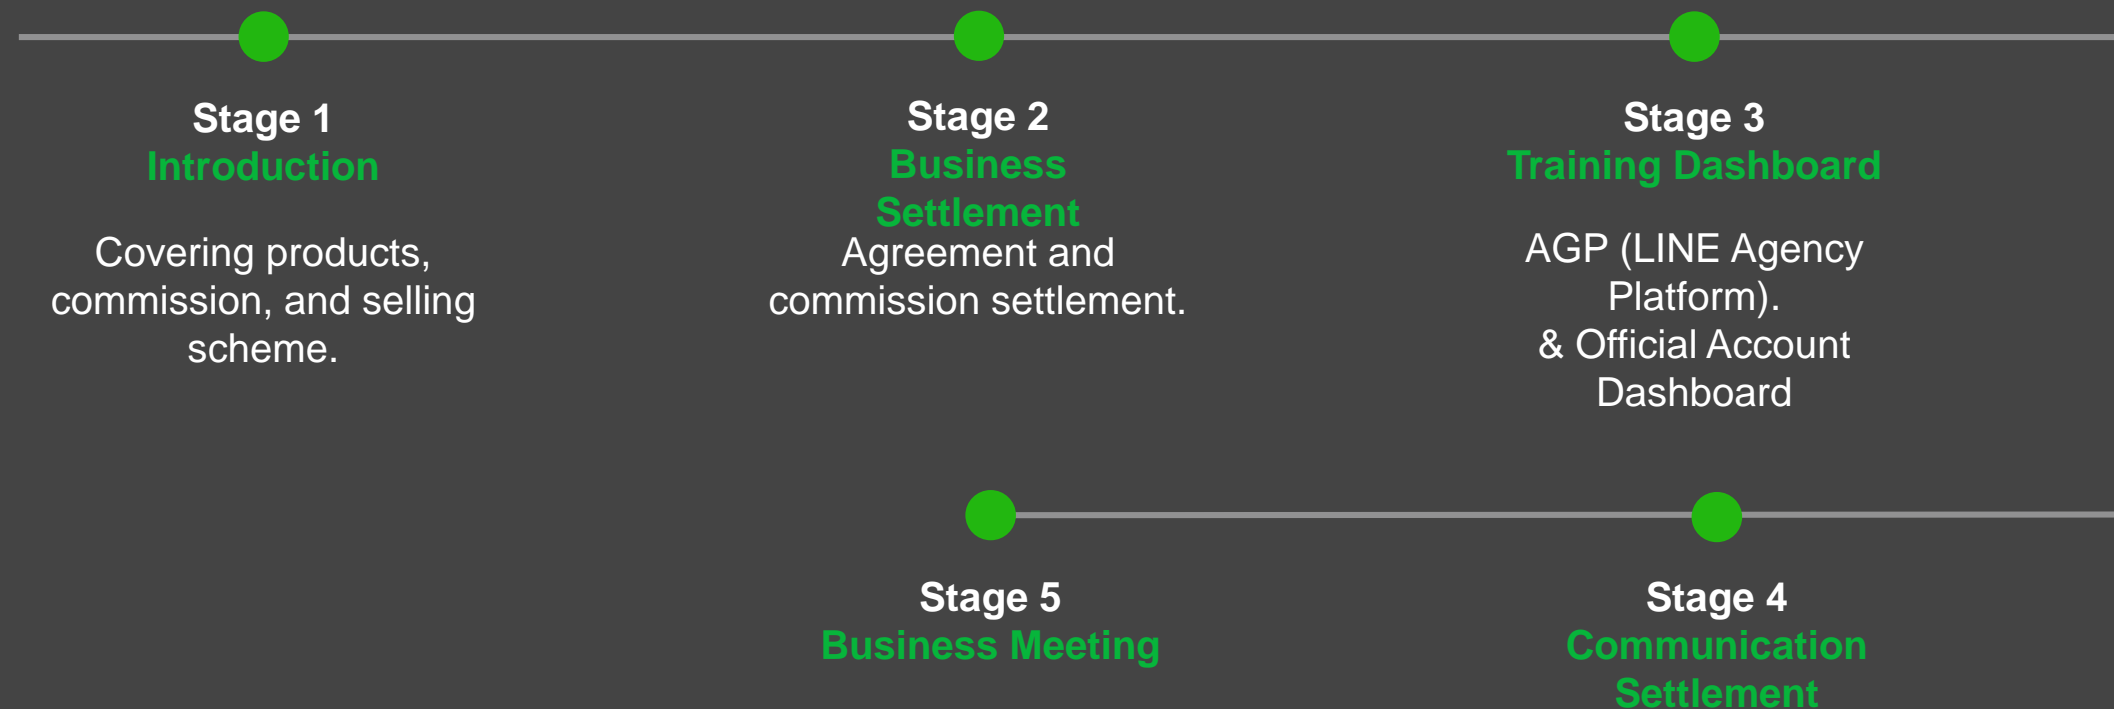 Stage 1
Introduction
Covering products,
commission, and selling
scheme.
Stage 2
Business
Settlement
Agreement and
commission settlement.
Stage 3
Training Dashboard
AGP (LINE Agency
Platform).
& Official Account
Dashboard
Stage 5
Business Meeting
Stage 4
Communication
Settlement